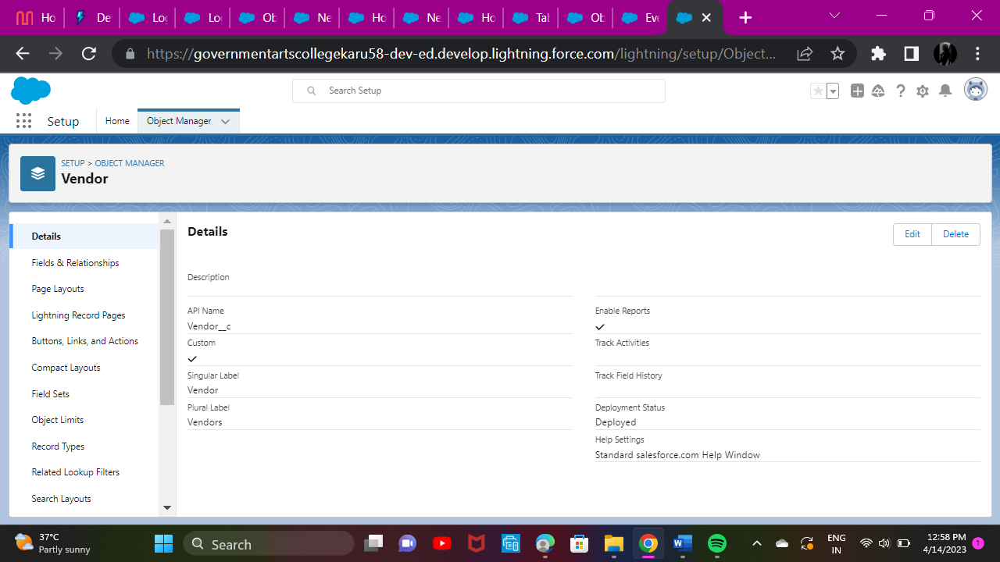 Ho
De
Log
Log
Ob
Ne
Ho
Ne
Ho
Tab
Ob
Eve
https://governmentartscollegekaru58-dev-ed.develop.lightning.force.com/lightning/setup/Object...
Search Setup
Setup
Home
Object Manager
SETUP > OBJECT MANAGER
Vendor
Details
Fields & Relationships
Page Layouts
Lightning Record Pages
Buttons, Links, and Actions
Compact Layouts
Field Sets
Object Limits
Record Types
Related Lookup Filters
Search Layouts
Details
Edit
Delete
Description
API Name
Vendor__c
Custom
Singular Label
Vendor
Plural Label
Vendors
Enable Reports
Track Activities
Track Field History
Deployment Status
Deployed
Help Settings
Standard salesforce.com Help Window
37°C
Partly sunny
Search
ENG
IN
12:58 PM
4/14/2023
1